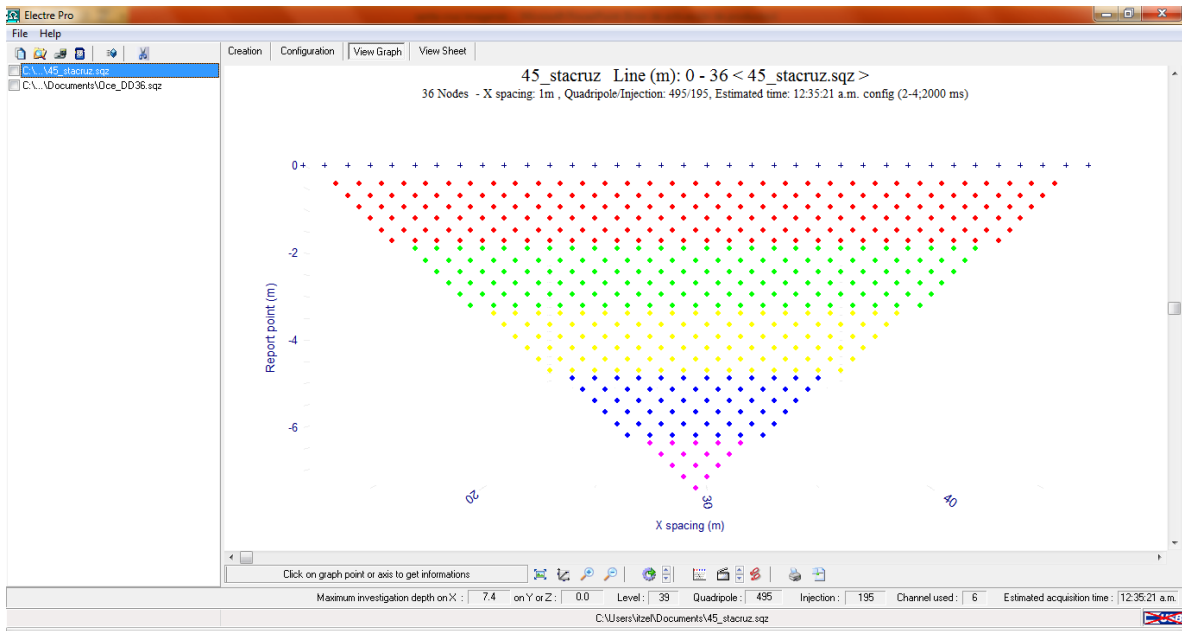 Electre Pro
File Help
Creation Configuration View Graph View Sheet
C:\...\45_stacruz.sqz
C:\...\Documents\Oce_DD36.sqz
45_stacruz Line (m): 0 - 36 < 45_stacruz.sqz >
36 Nodes - X spacing: 1m , Quadripole/Injection: 495/195, Estimated time: 12:35:21 a.m. config (2-4;2000 ms)
0
-2
-4
-6
Report point (m)
20
30
40
X spacing (m)
Click on graph point or axis to get informations
Maximum investigation depth on X : 7.4 on Y or Z : 0.0 Level : 39 Quadripole : 495 Injection : 195 Channel used : 6 Estimated acquisition time : 12:35:21 a.m.
C:\Users\itzel\Documents\45_stacruz.sqz